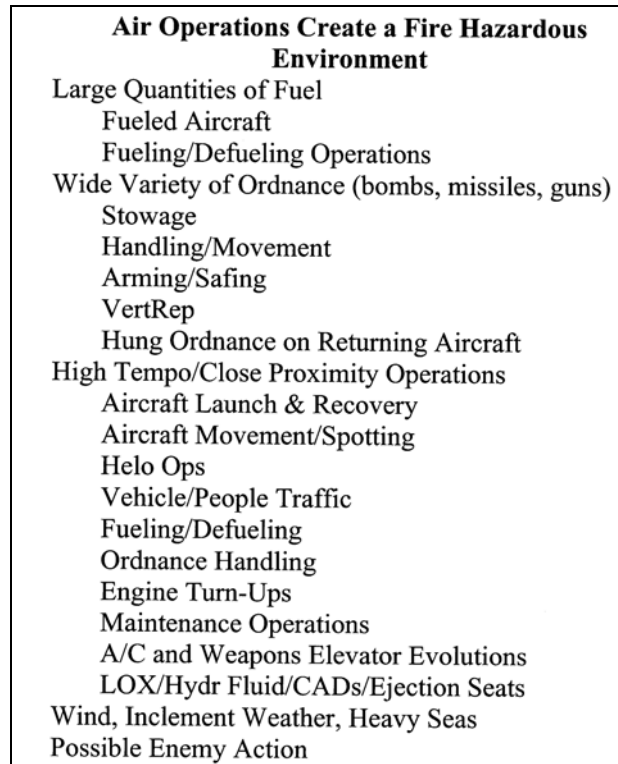 Air Operations Create a Fire Hazardous
Environment
Large Quantities of Fuel
Fueled Aircraft
Fueling/Defueling Operations
Wide Variety of Ordnance (bombs, missiles, guns)
Stowage
Handling/Movement
Arming/Safing
VertRep
Hung Ordnance on Returning Aircraft
High Tempo/Close Proximity Operations
Aircraft Launch & Recovery
Aircraft Movement/Spotting
Helo Ops
Vehicle/People Traffic
Fueling/Defueling
Ordnance Handling
Engine Turn-Ups
Maintenance Operations
A/C and Weapons Elevator Evolutions
LOX/Hydr Fluid/CADs/Ejection Seats
Wind, Inclement Weather, Heavy Seas
Possible Enemy Action